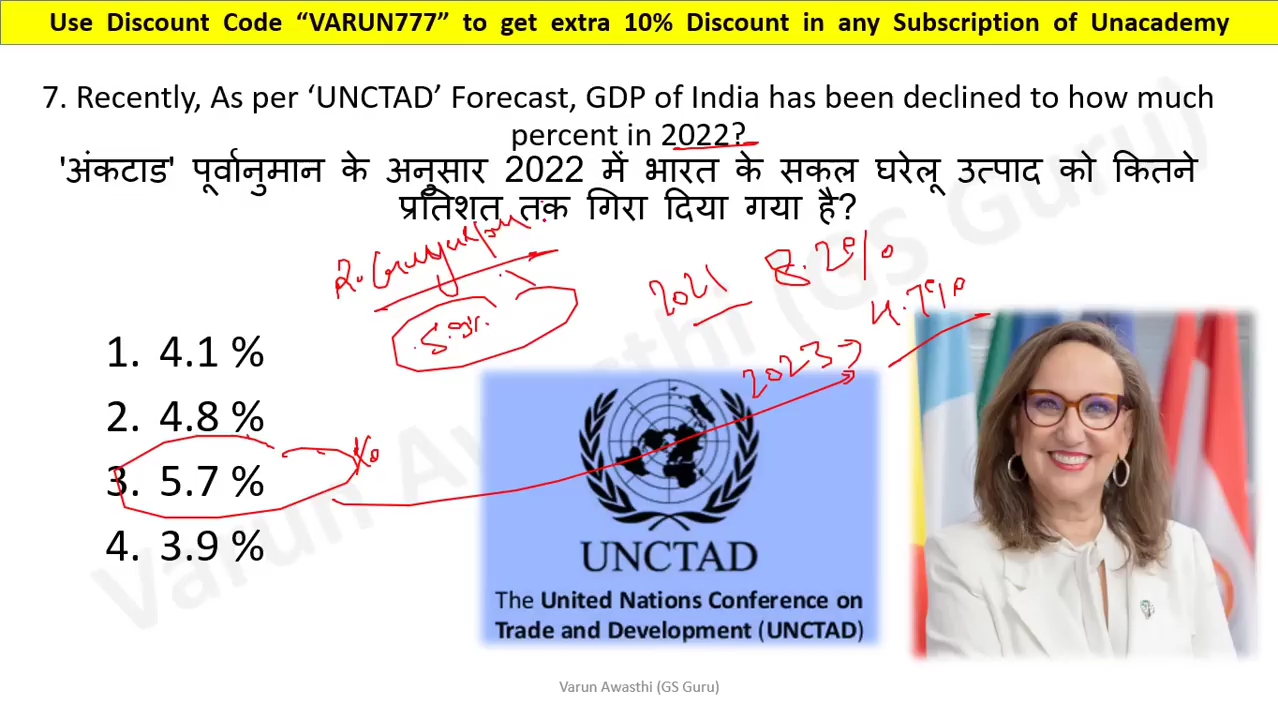 Use Discount Code “VARUN777” to get extra 10% Discount in any Subscription of Unacademy
7. Recently, As per ‘UNCTAD’ Forecast, GDP of India has been declined to how much
percent in 2022?
'अंकटाड' पूर्वानुमान के अनुसार 2022 में भारत के सकल घरेलू उत्पाद को कितने
प्रतिशत तक गिरा दिया गया है?
2021 8.2%
4.7%
2023
1. 4.1 %
2. 4.8 %
3. 5.7 %
4. 3.9 %
UNCTAD
The United Nations Conference on
Trade and Development (UNCTAD)
Varun Awasthi (GS Guru)
Varun Awasthi (GS Guru)